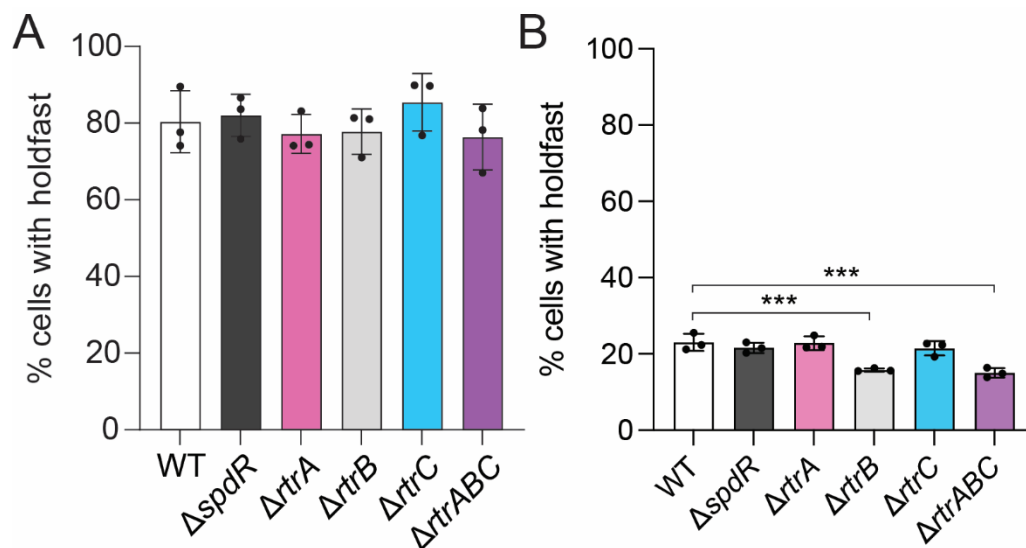 A
% cells with holdfast
100
80
60
40
20
0
WT
ΔspdR
ΔrtrA
ΔrtrB
ΔrtrC
ΔrtrABC
B
% cells with holdfast
100
80
60
40
20
0
***
***
WT
ΔspdR
ΔrtrA
ΔrtrB
ΔrtrC
ΔrtrABC